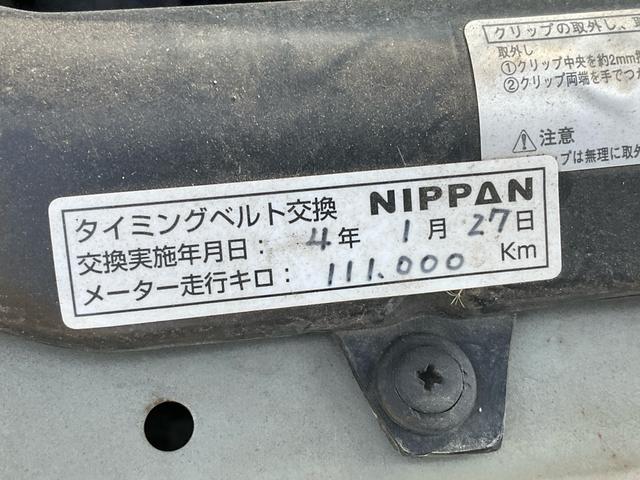 クリップの取外し、
取外し
①クリップ中央を約2mm
②クリップ両端を手でつ
注意
プは無理に取外
タイミングベルト交換 NIPPAN
交換実施年月日: 4年 1月 27日
メーター走行キロ: 111.000 Km